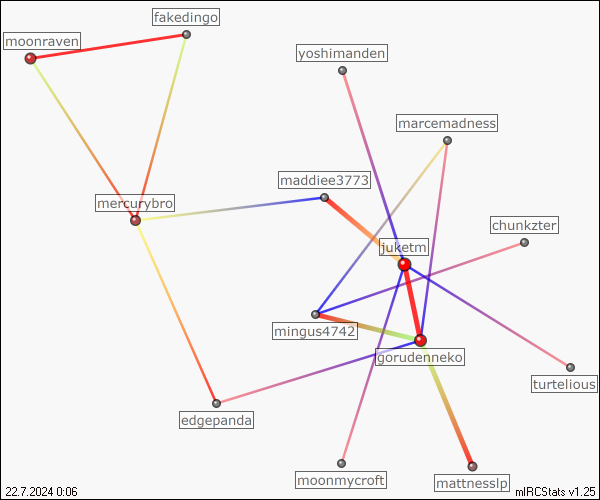 fakedingo
moonraven
yoshimanden
marcemadness
maddiee3773
mercurybro
chunkzter
juketm
mingus4742
gorudenneko
turtelious
edgepanda
moonmycroft
mattnesslp
22.7.2024 0:06
mIRCStats v1.25